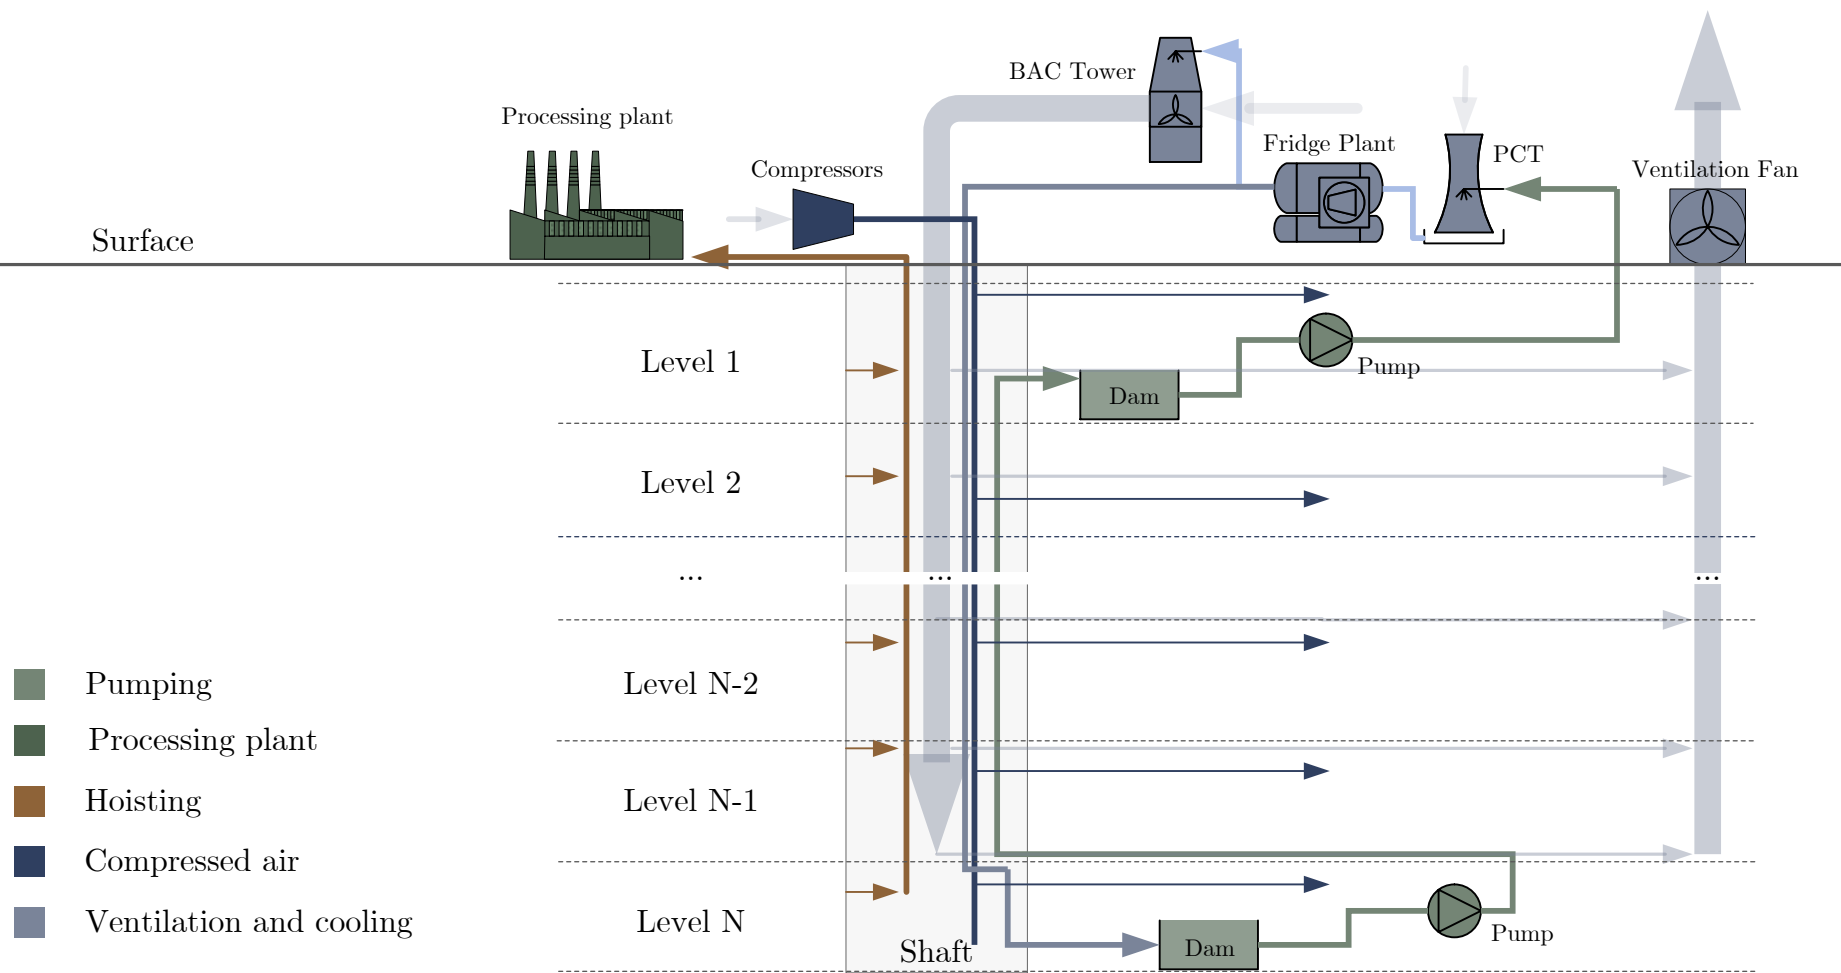 BAC Tower
Processing plant
Fridge Plant
PCT
Compressors
Ventilation Fan
Surface
Level 1
Pump
Dam
Level 2
...
...
...
Level N-2
Level N-1
Level N
Shaft
Dam
Pump
Pumping
Processing plant
Hoisting
Compressed air
Ventilation and cooling